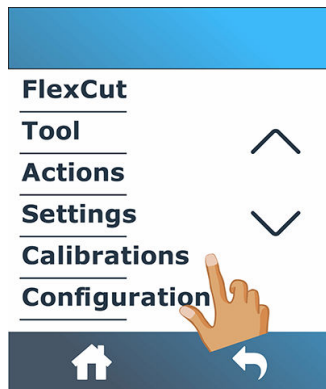 FlexCut
Tool
Actions
Settings
Calibrations
Configuration